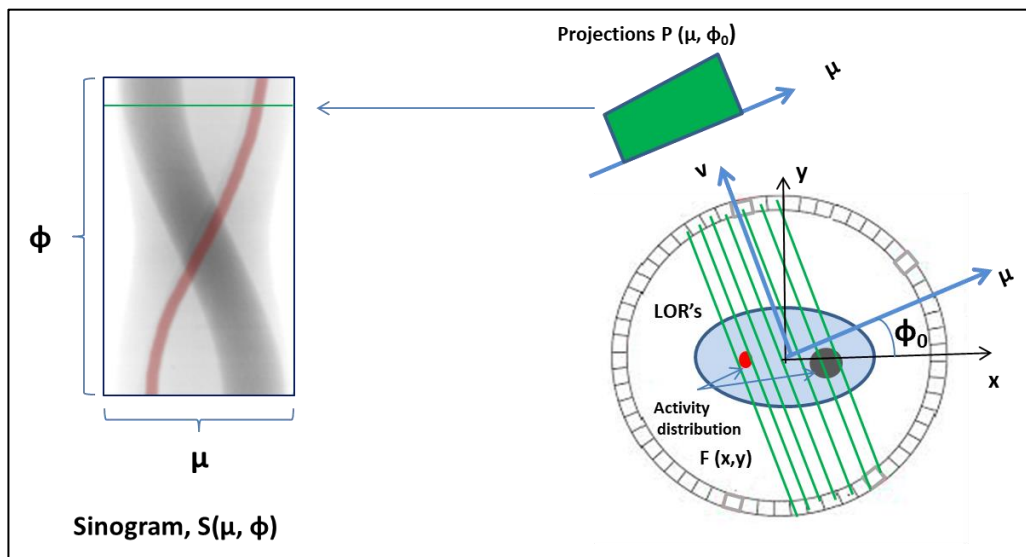 Projections P (μ, ϕ₀)
μ
ϕ
μ
Sinogram, S(μ, ϕ)
v
y
μ
LOR's
ϕ₀
x
Activity
distribution
F (x,y)